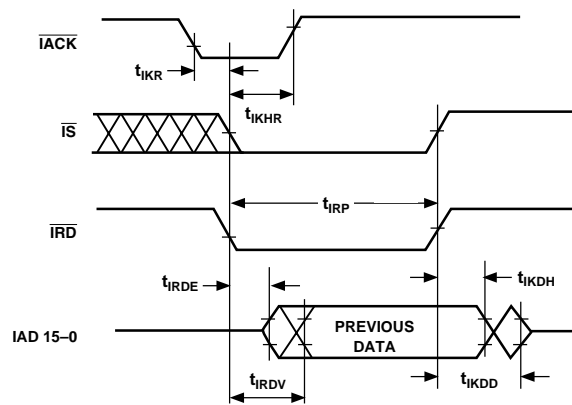 IACK
tIKR
tIKHR
IS
tIRP
IRD
tIRDE
tIKDH
IAD 15–0
PREVIOUS
DATA
tIKDD
tIRDV